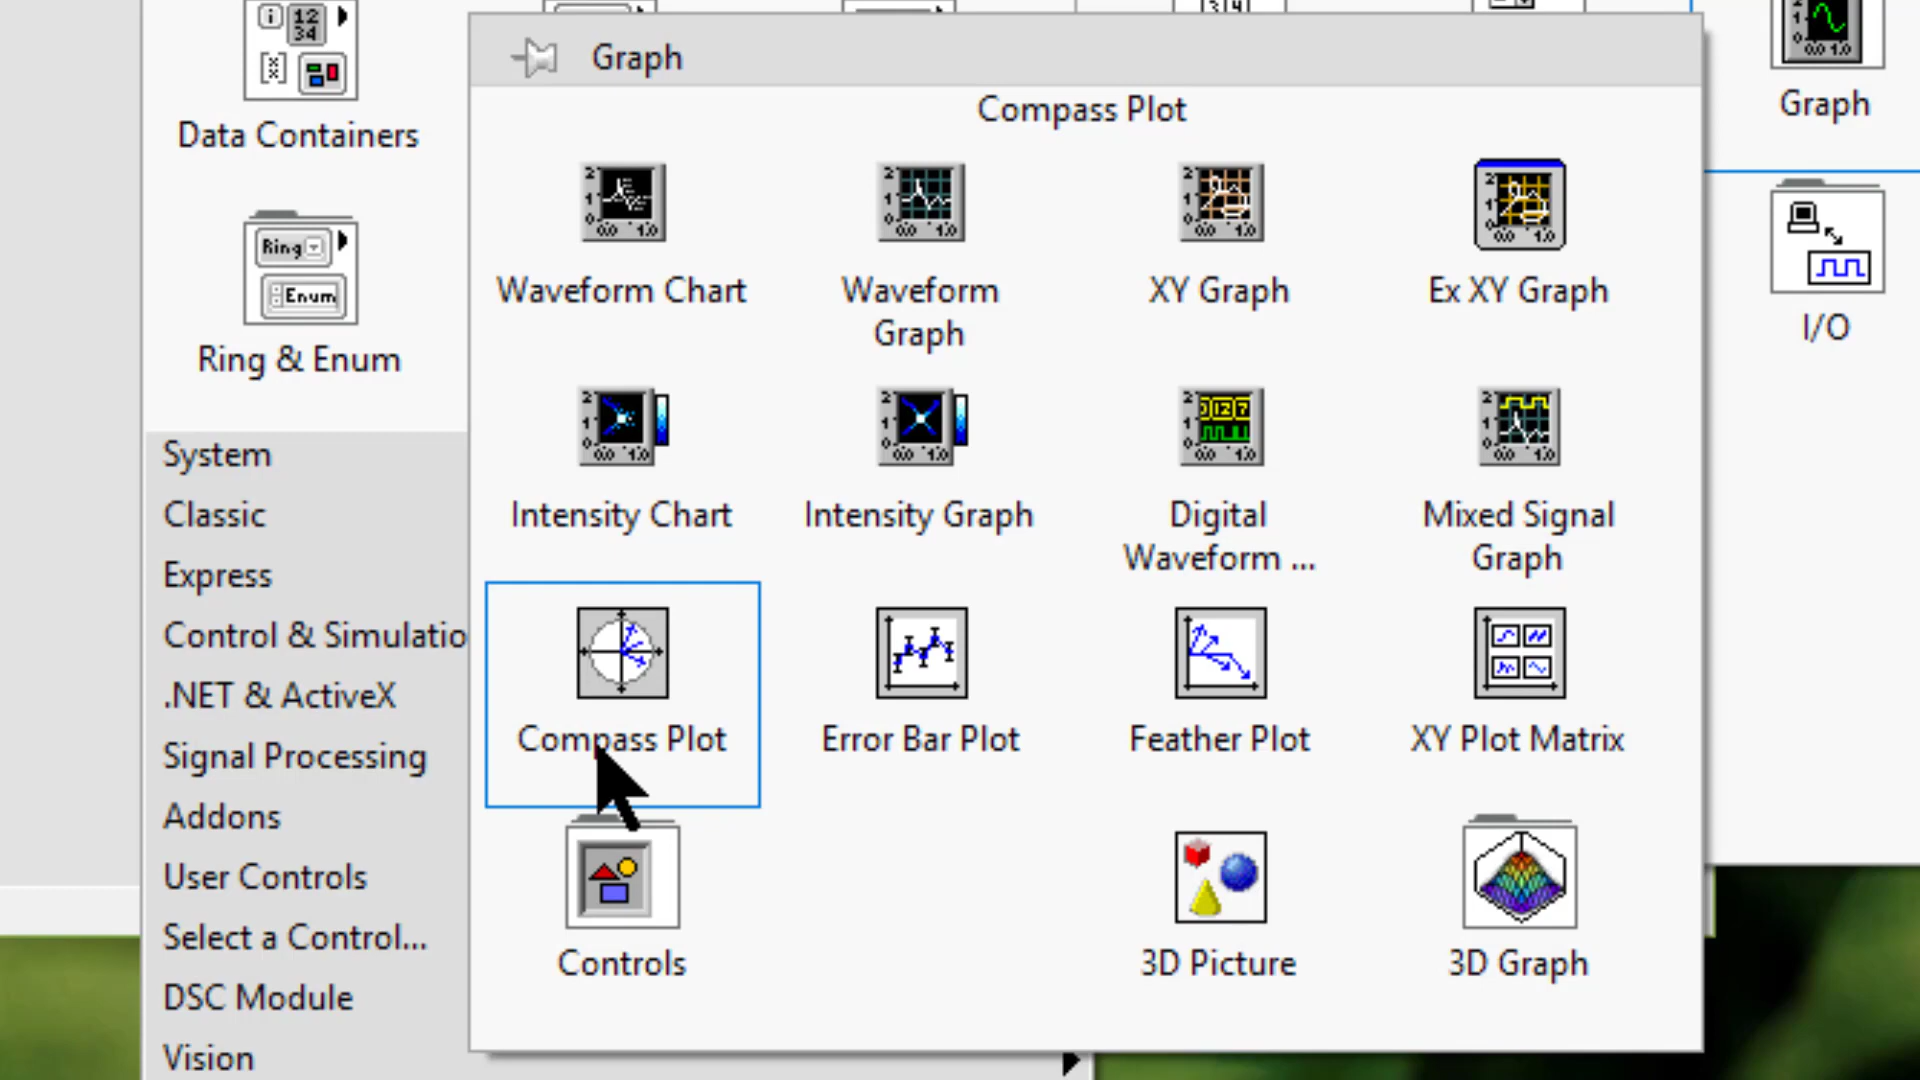 Graph
Compass Plot
Data Containers
Graph
Waveform Chart
Waveform
Graph
XY Graph
Ex XY Graph
Ring
Enum
Ring & Enum
I/O
Intensity Chart
Intensity Graph
Digital
Waveform ...
Mixed Signal
Graph
System
Classic
Express
Control & Simulatio
.NET & ActiveX
Signal Processing
Addons
User Controls
Select a Control...
DSC Module
Vision
Compass Plot
Error Bar Plot
Feather Plot
XY Plot Matrix
Controls
3D Picture
3D Graph